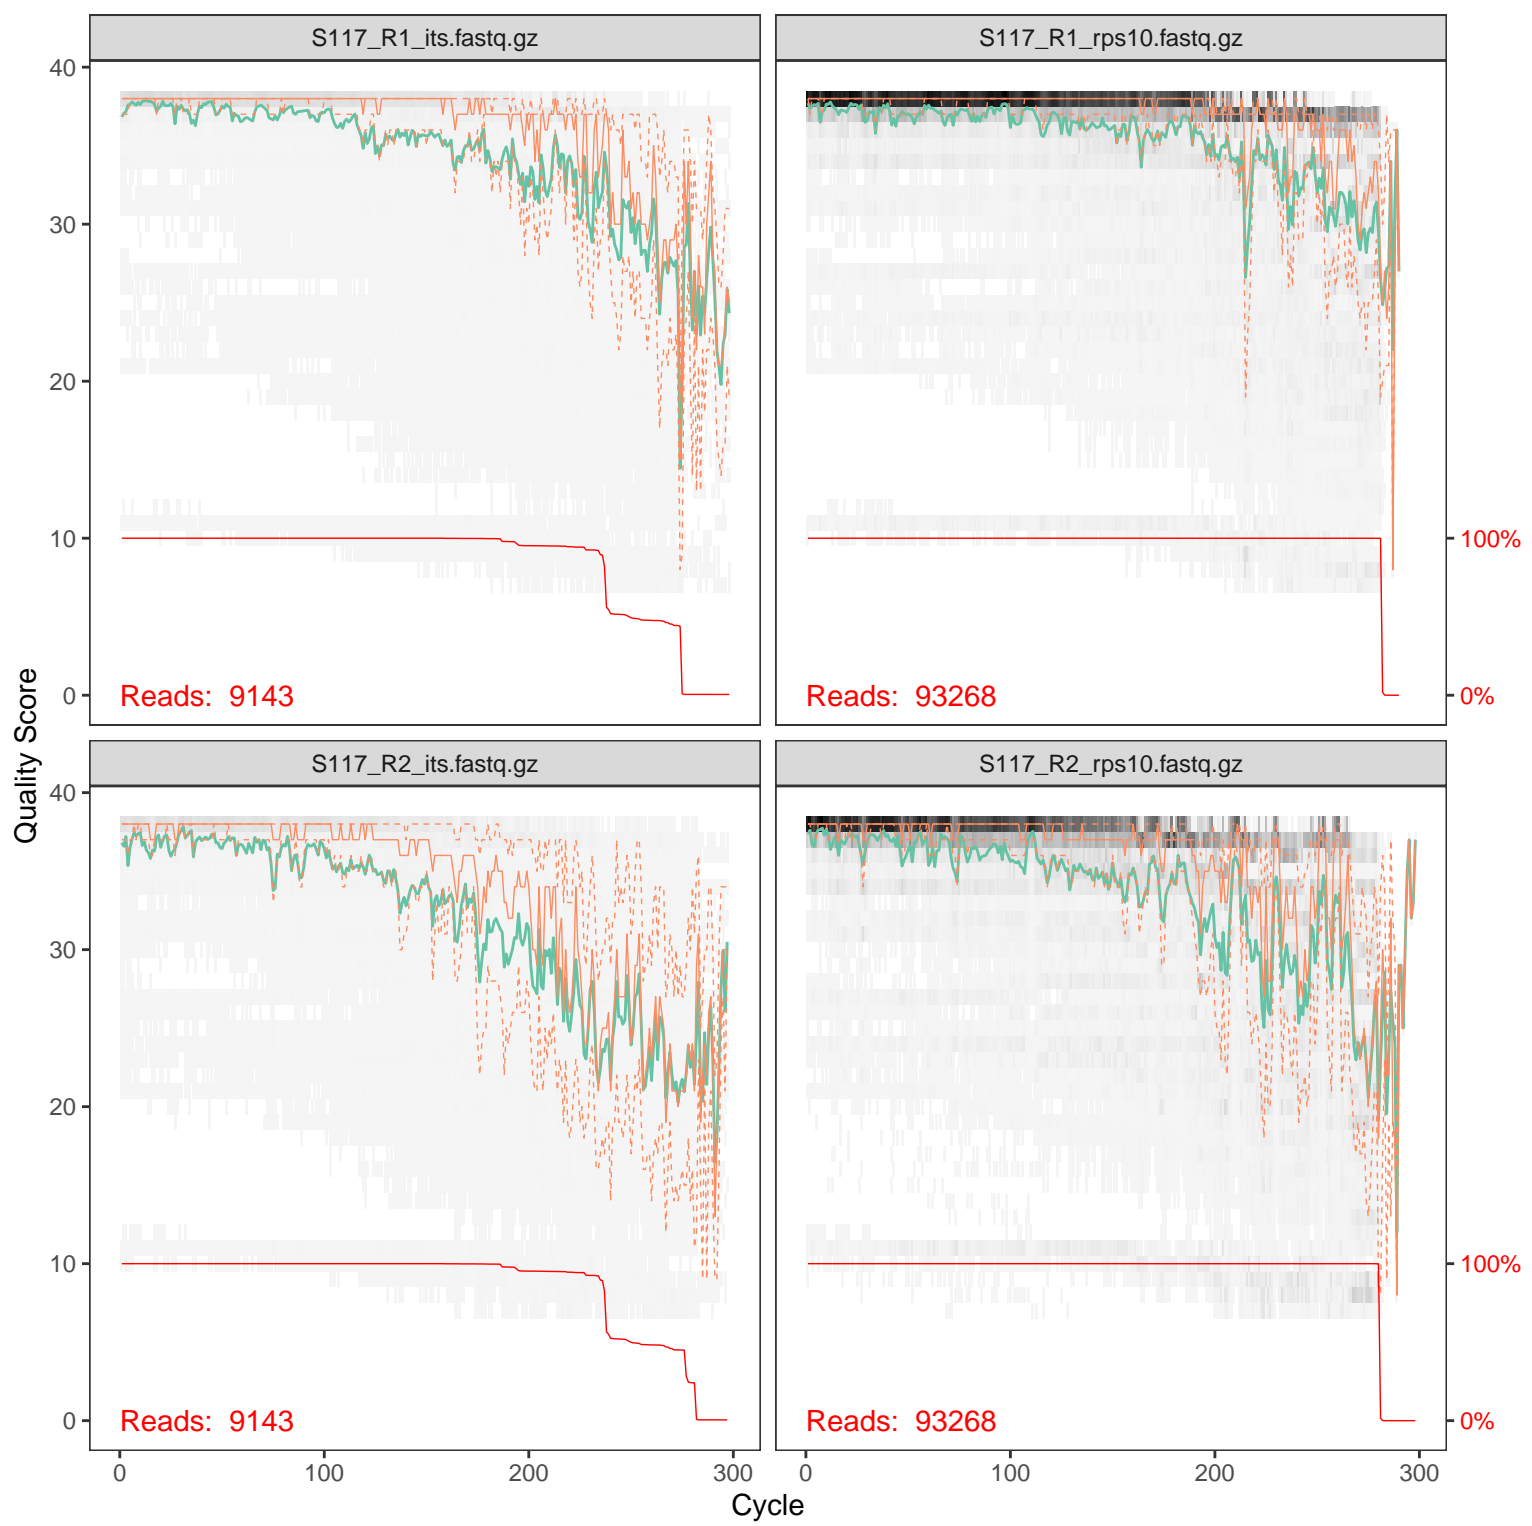 S117_R1_its.fastq.gz
S117_R1_rps10.fastq.gz
40
30
20
10
0
Reads: 9143
Reads: 93268
100%
0%
Quality Score
S117_R2_its.fastq.gz
S117_R2_rps10.fastq.gz
40
30
20
10
0
Reads: 9143
Reads: 93268
100%
0%
0
100
200
300
0
100
200
300
Cycle